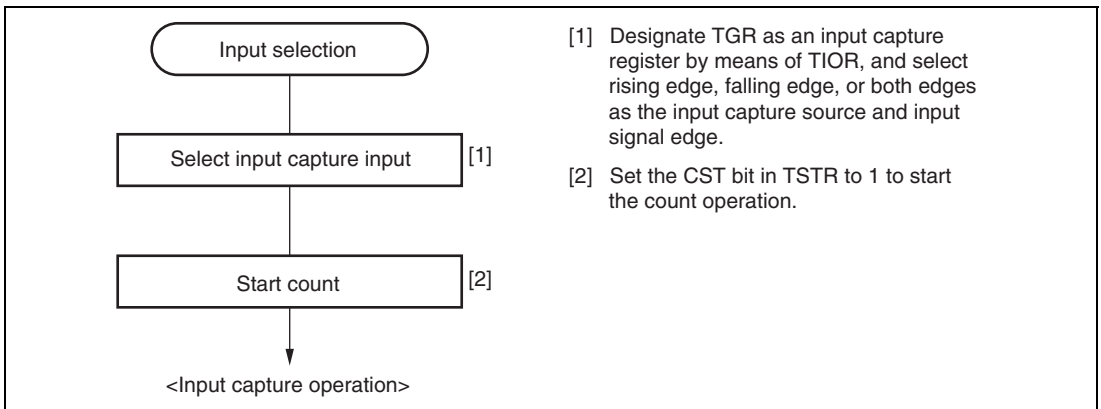 Input selection
Select input capture input
[1]
Start count
[2]
<Input capture operation>
[1] Designate TGR as an input capture
register by means of TIOR, and select
rising edge, falling edge, or both edges
as the input capture source and input
signal edge.
[2] Set the CST bit in TSTR to 1 to start
the count operation.